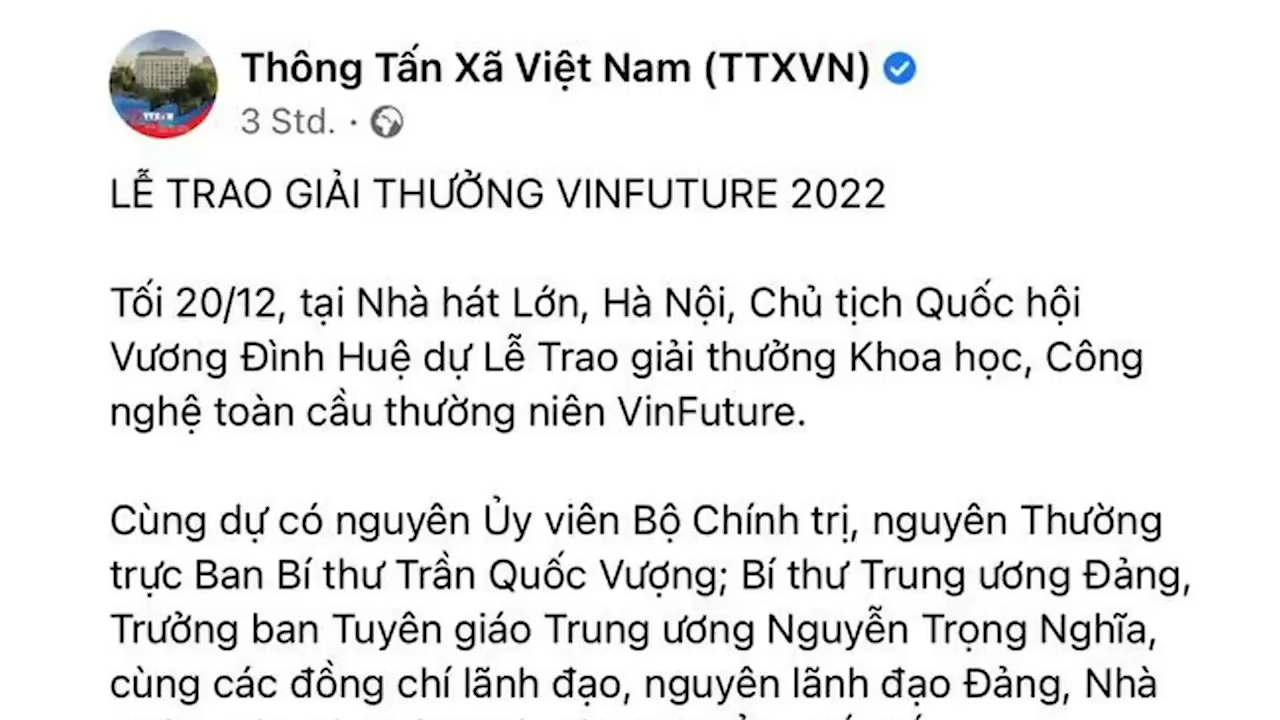 Thông Tấn Xã Việt Nam (TTXVN)
3 Std. ·
LỄ TRAO GIẢI THƯỞNG VINFUTURE 2022
Tối 20/12, tại Nhà hát Lớn, Hà Nội, Chủ tịch Quốc hội
Vương Đình Huệ dự Lễ Trao giải thưởng Khoa học, Công
nghệ toàn cầu thường niên VinFuture.
Cùng dự có nguyên Ủy viên Bộ Chính trị, nguyên Thường
trực Ban Bí thư Trần Quốc Vượng; Bí thư Trung ương Đảng,
Trưởng ban Tuyên giáo Trung ương Nguyễn Trọng Nghĩa,
cùng các đồng chí lãnh đạo, nguyên lãnh đạo Đảng, Nhà